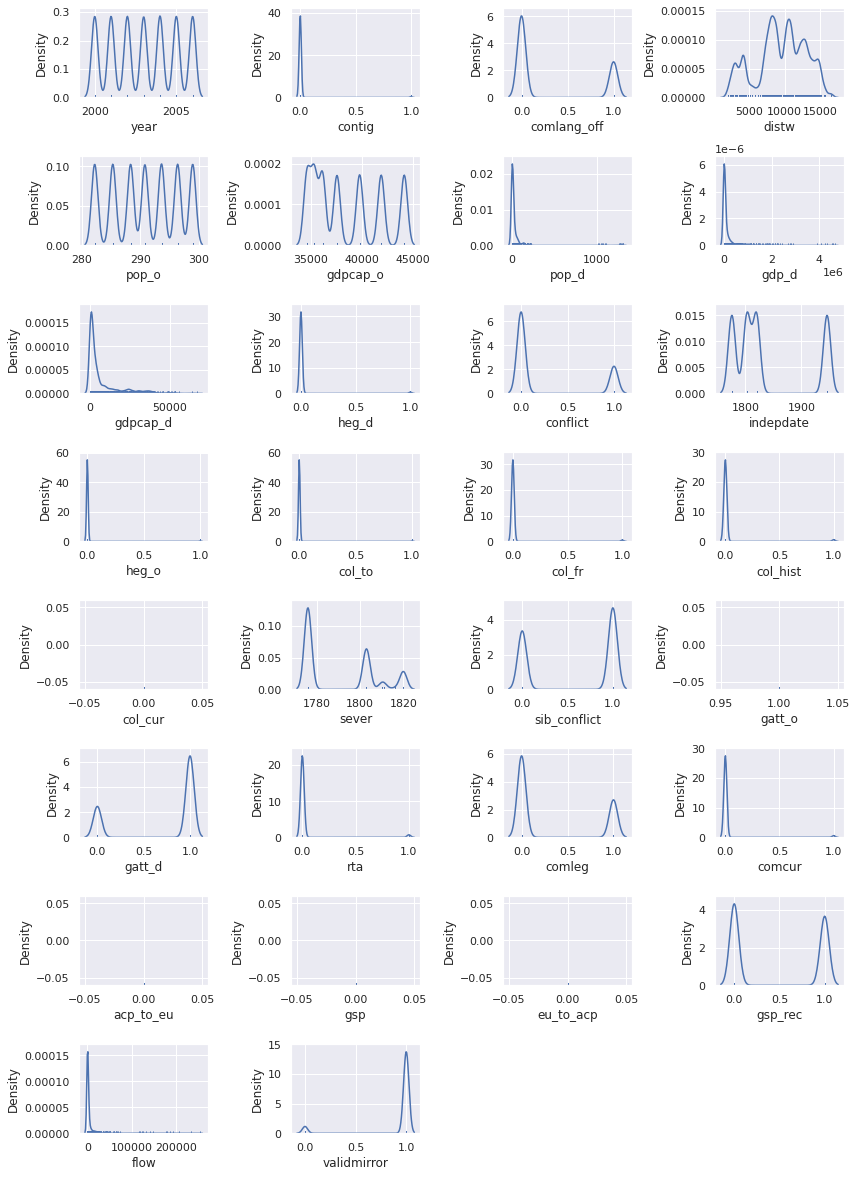 Density
0.3
0.2
0.1
0.0
2000 2005
year
Density
40
20
0
0.0 0.5 1.0
contig
Density
6
4
2
0
0.0 0.5 1.0
comlang_off
Density
0.00015
0.00010
0.00005
0.00000
5000 10000 15000
distw
Density
0.10
0.05
0.00
280 290 300
pop_o
Density
0.0002
0.0001
0.0000
35000 40000 45000
gdpcap_o
Density
0.02
0.01
0.00
0 1000
pop_d
1e−6
Density
6
4
2
0
0 2 4
1e6
gdp_d
Density
0.00015
0.00010
0.00005
0.00000
0 50000
gdpcap_d
Density
30
20
10
0
0.0 0.5 1.0
heg_d
Density
6
4
2
0
0.0 0.5 1.0
conflict
Density
0.015
0.010
0.005
0.000
1800 1900
indepdate
Density
60
40
20
0
0.0 0.5 1.0
heg_o
Density
60
40
20
0
0.0 0.5 1.0
col_to
Density
30
20
10
0
0.0 0.5 1.0
col_fr
Density
30
20
10
0
0.0 0.5 1.0
col_hist
Density
0.05
0.00
−0.05
−0.05 0.00 0.05
col_cur
Density
0.10
0.05
0.00
1780 1800 1820
sever
Density
4
2
0
0.0 0.5 1.0
sib_conflict
Density
0.05
0.00
−0.05
0.95 1.00 1.05
gatt_o
Density
6
4
2
0
0.0 0.5 1.0
gatt_d
Density
20
10
0
0.0 0.5 1.0
rta
Density
6
4
2
0
0.0 0.5 1.0
comleg
Density
30
20
10
0
0.0 0.5 1.0
comcur
Density
0.05
0.00
−0.05
−0.05 0.00 0.05
acp_to_eu
Density
0.05
0.00
−0.05
−0.05 0.00 0.05
gsp
Density
0.05
0.00
−0.05
−0.05 0.00 0.05
eu_to_acp
Density
4
2
0
0.0 0.5 1.0
gsp_rec
Density
0.00015
0.00010
0.00005
0.00000
0 100000 200000
flow
Density
15
10
5
0
0.0 0.5 1.0
validmirror